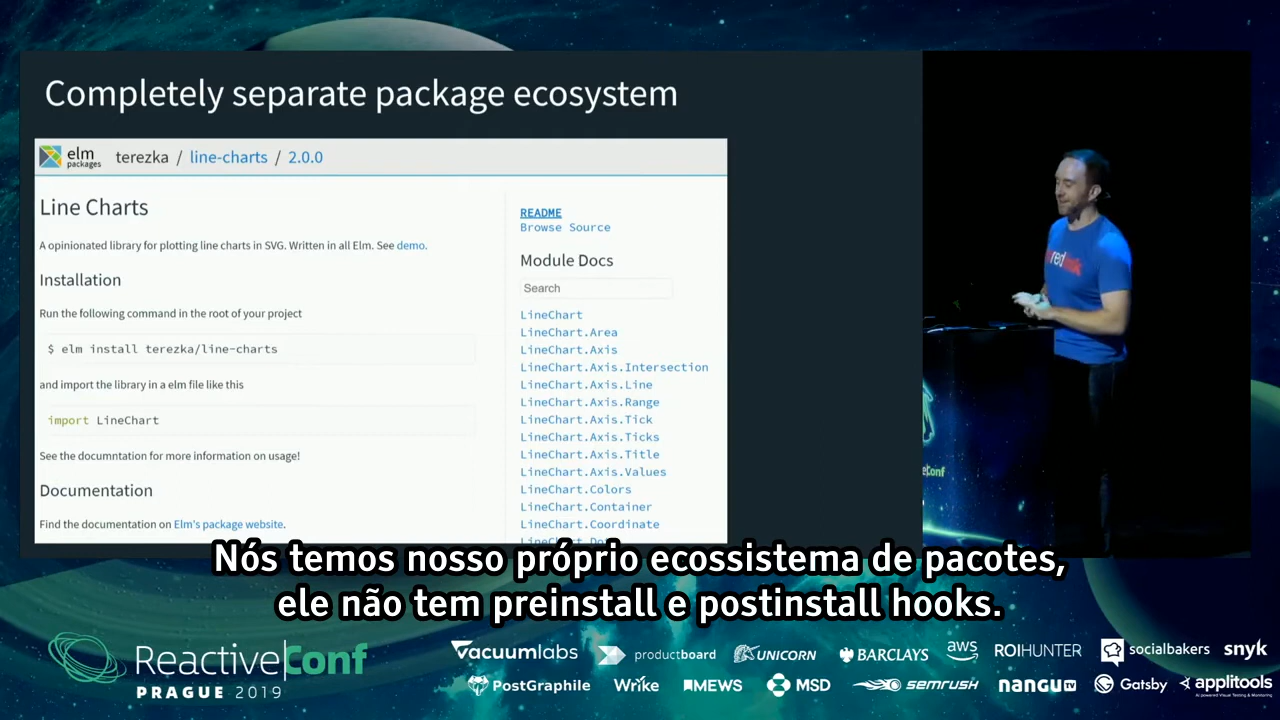 Completely separate package ecosystem
elm packages terezka / line-charts / 2.0.0
Line Charts
A opinionated library for plotting line charts in SVG. Written in all Elm. See demo.
Installation
Run the following command in the root of your project
$ elm install terezka/line-charts
and import the library in a elm file like this
import LineChart
See the documntation for more information on usage!
Documentation
Find the documentation on Elm's package website.
README
Browse Source
Module Docs
Search
LineChart
LineChart.Area
LineChart.Axis
LineChart.Axis.Intersection
LineChart.Axis.Line
LineChart.Axis.Range
LineChart.Axis.Tick
LineChart.Axis.Ticks
LineChart.Axis.Title
LineChart.Axis.Values
LineChart.Colors
LineChart.Container
LineChart.Coordinate
Nós temos nosso próprio ecossistema de pacotes,
ele não tem preinstall e postinstall hooks.
Reactive|Conf
PRAGUE 2019
Vacuumlabs productboard UNICORN BARCLAYS aws ROIHUNTER socialbakers snyk
PostGraphile Wrike MEWS MSD SEMRUSH nangu TV Gatsby applitools